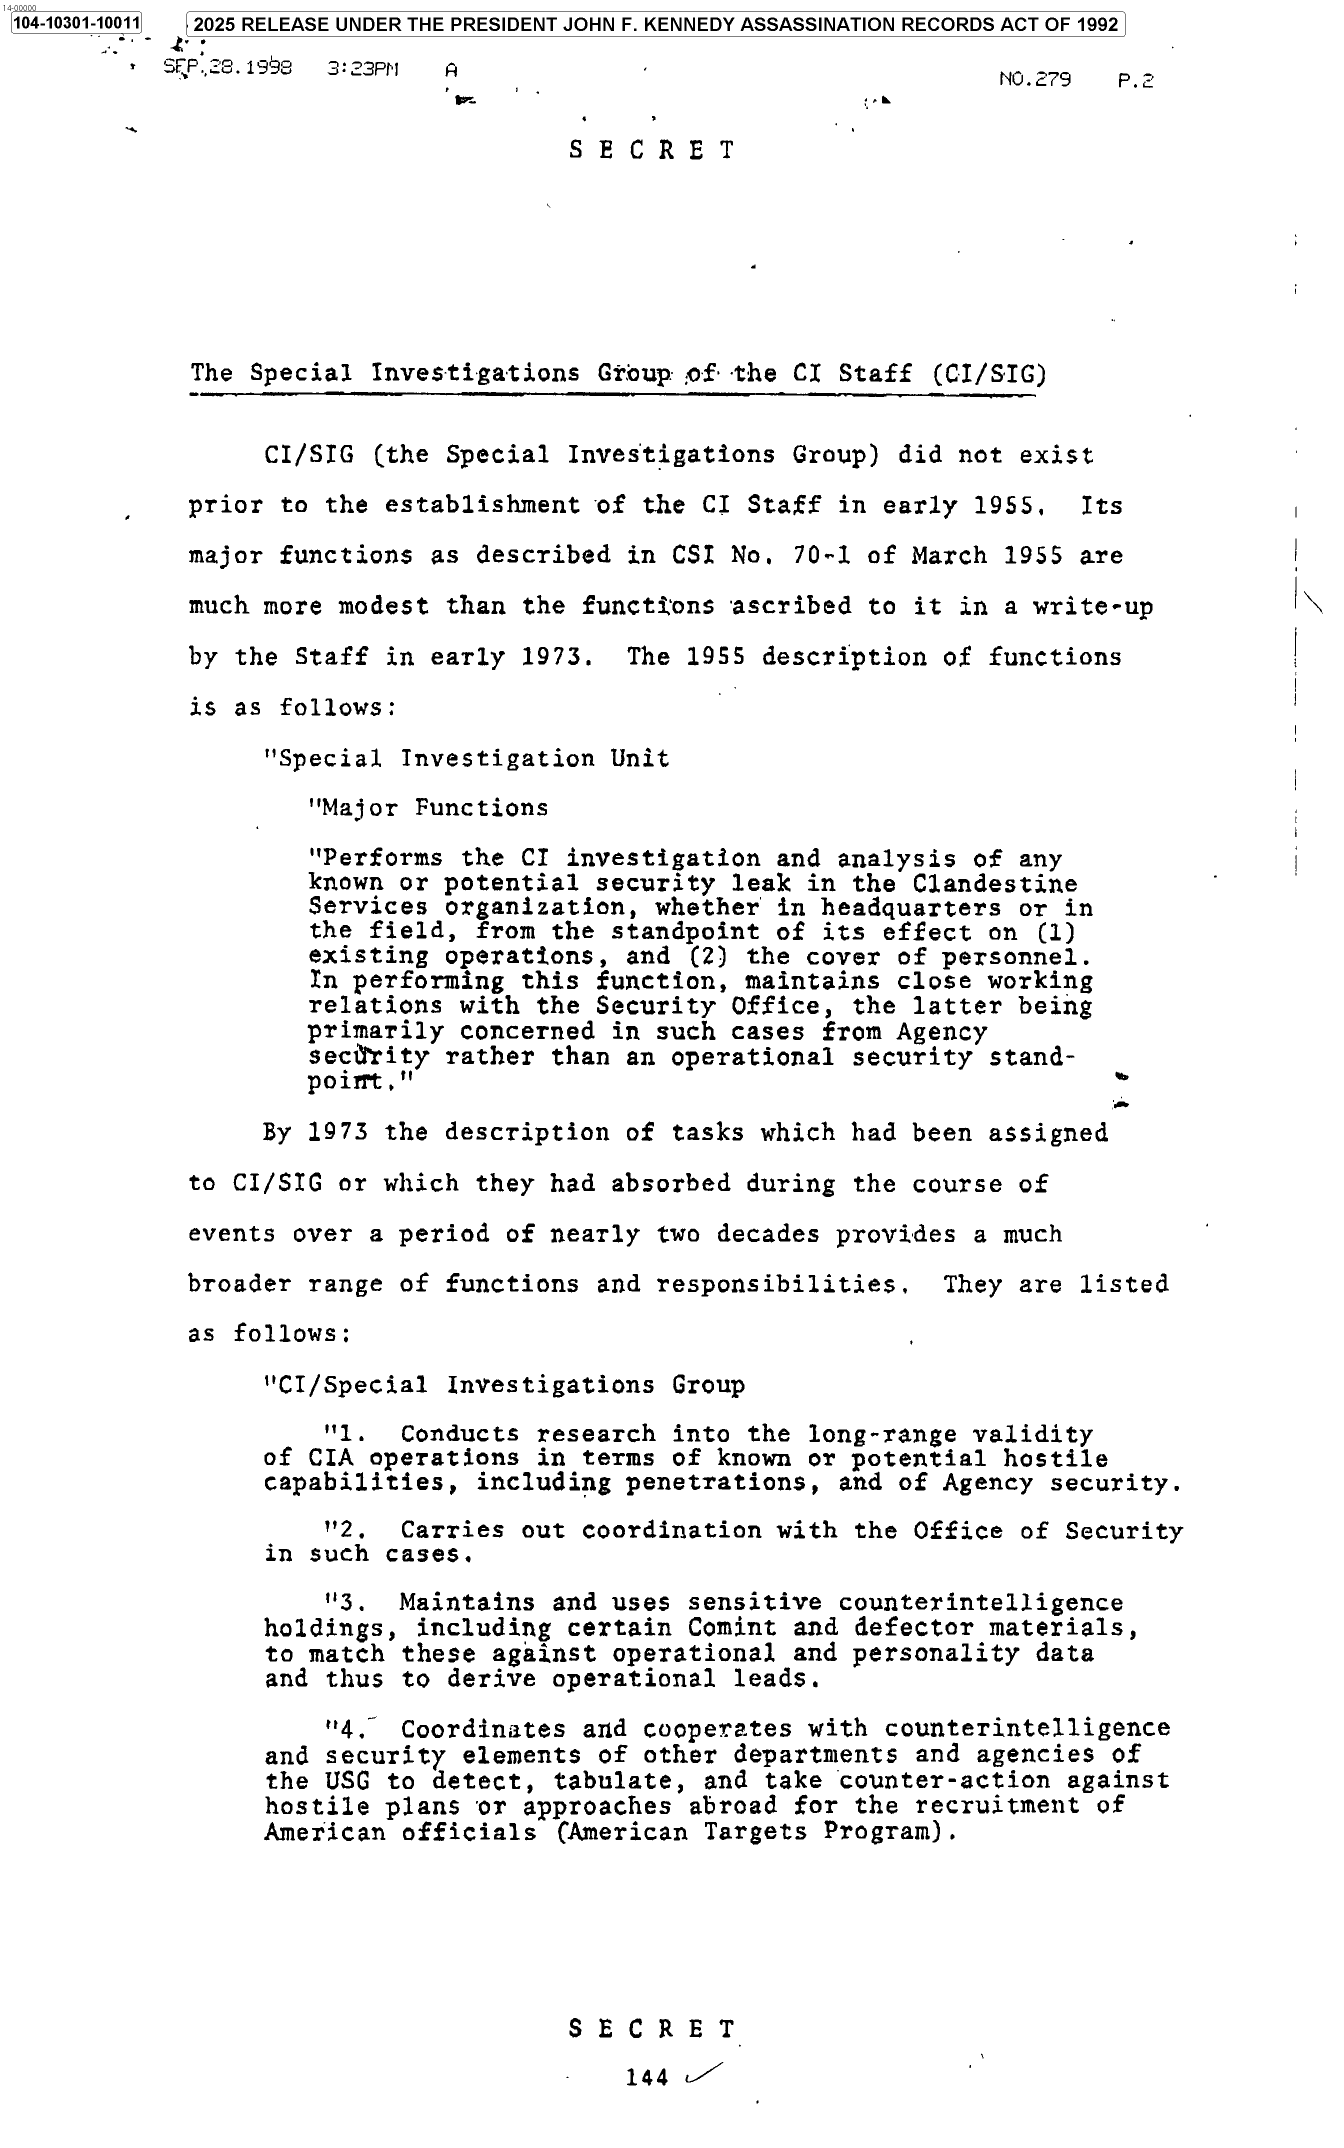 14-00000
104-10301-10011
2025 RELEASE UNDER THE PRESIDENT JOHN F. KENNEDY ASSASSINATION RECORDS ACT OF 1992
SEP.28.1998 3:23PM A
NO.279 P.2
S E C R E T
The Special Investigations Group of the CI Staff (CI/SIG)
CI/SIG (the Special Investigations Group) did not exist
prior to the establishment of the CI Staff in early 1955. Its
major functions as described in CSI No. 70-1 of March 1955 are
much more modest than the functions ascribed to it in a write-up
by the Staff in early 1973. The 1955 description of functions
is as follows:
"Special Investigation Unit
"Major Functions
"Performs the CI investigation and analysis of any
known or potential security leak in the Clandestine
Services organization, whether in headquarters or in
the field, from the standpoint of its effect on (1)
existing operations, and (2) the cover of personnel.
In performing this function, maintains close working
relations with the Security Office, the latter being
primarily concerned in such cases from Agency
security rather than an operational security stand-
point."
By 1973 the description of tasks which had been assigned
to CI/SIG or which they had absorbed during the course of
events over a period of nearly two decades provides a much
broader range of functions and responsibilities. They are listed
as follows:
"CI/Special Investigations Group
"1. Conducts research into the long-range validity
of CIA operations in terms of known or potential hostile
capabilities, including penetrations, and of Agency security.
"2. Carries out coordination with the Office of Security
in such cases.
"3. Maintains and uses sensitive counterintelligence
holdings, including certain Comint and defector materials,
to match these against operational and personality data
and thus to derive operational leads.
"4. Coordinates and cooperates with counterintelligence
and security elements of other departments and agencies of
the USG to detect, tabulate, and take counter-action against
hostile plans or approaches abroad for the recruitment of
American officials (American Targets Program).
S E C R E T
144